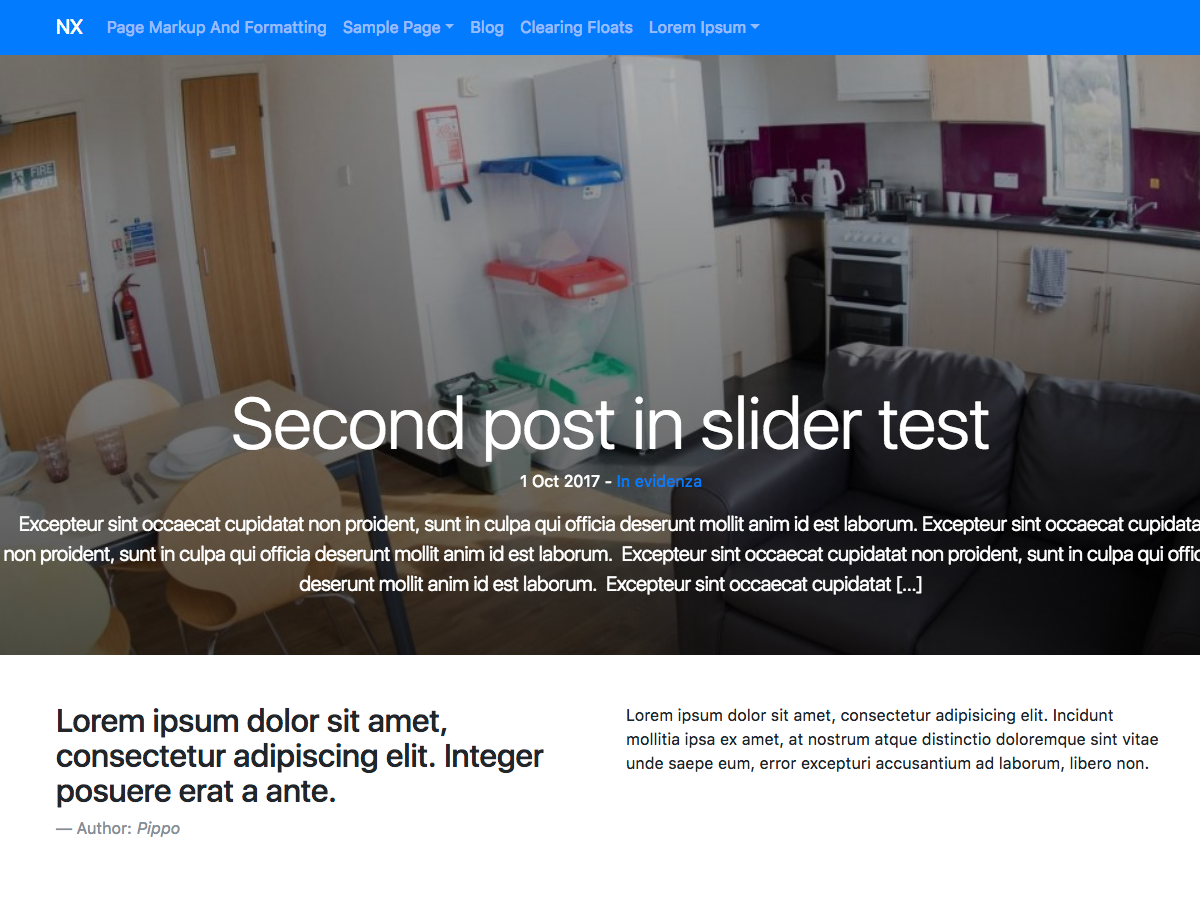 NX Page Markup And Formatting Sample Page Blog Clearing Floats Lorem Ipsum
FIRE
Second post in slider test
1 Oct 2017 - In evidenza
Excepteur sint occaecat cupidatat non proident, sunt in culpa qui officia deserunt mollit anim id est laborum. Excepteur sint occaecat cupidata
non proident, sunt in culpa qui officia deserunt mollit anim id est laborum. Excepteur sint occaecat cupidatat non proident, sunt in culpa qui offic
deserunt mollit anim id est laborum. Excepteur sint occaecat cupidatat [...]
Lorem ipsum dolor sit amet,
consectetur adipiscing elit. Integer
posuere erat a ante.
— Author: Pippo
Lorem ipsum dolor sit amet, consectetur adipisicing elit. Incidunt
mollitia ipsa ex amet, at nostrum atque distinctio doloremque sint vitae
unde saepe eum, error excepturi accusantium ad laborum, libero non.